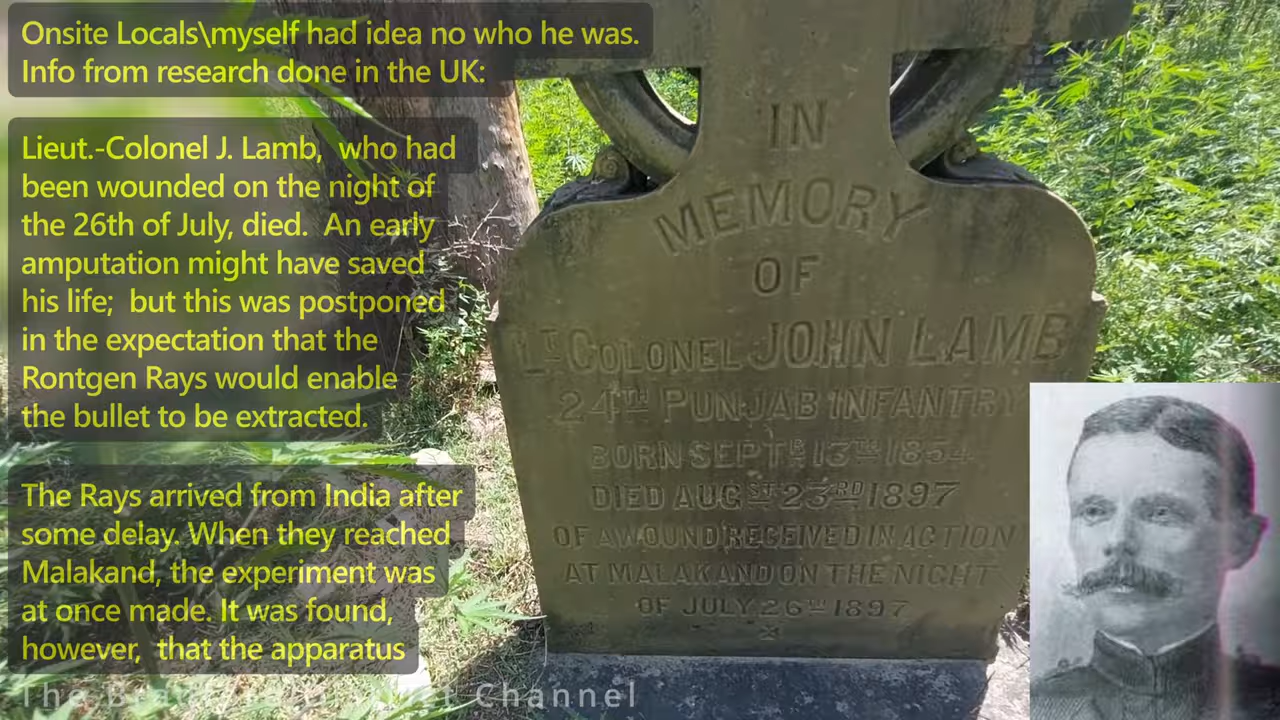 Onsite Locals\myself had idea no who he was.
Info from research done in the UK:
Lieut.-Colonel J. Lamb, who had
been wounded on the night of
the 26th of July, died. An early
amputation might have saved
his life; but this was postponed
in the expectation that the
Rontgen Rays would enable
the bullet to be extracted.
The Rays arrived from India after
some delay. When they reached
Malakand, the experiment was
at once made. It was found,
however, that the apparatus
IN
MEMORY
OF
LT COLONEL JOHN LAMB
24TH PUNJAB INFANTRY
BORN SEPTR 13TH 1854
DIED AUGST 23RD 1897
OF A WOUND RECEIVED IN ACTION
AT MALAKAND ON THE NIGHT
OF JULY 26TH 1897
The Channel